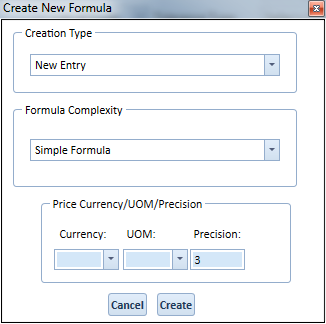 Create New Formula
Creation Type
New Entry
Formula Complexity
Simple Formula
Price Currency/UOM/Precision
Currency: UOM: Precision:
3
Cancel Create